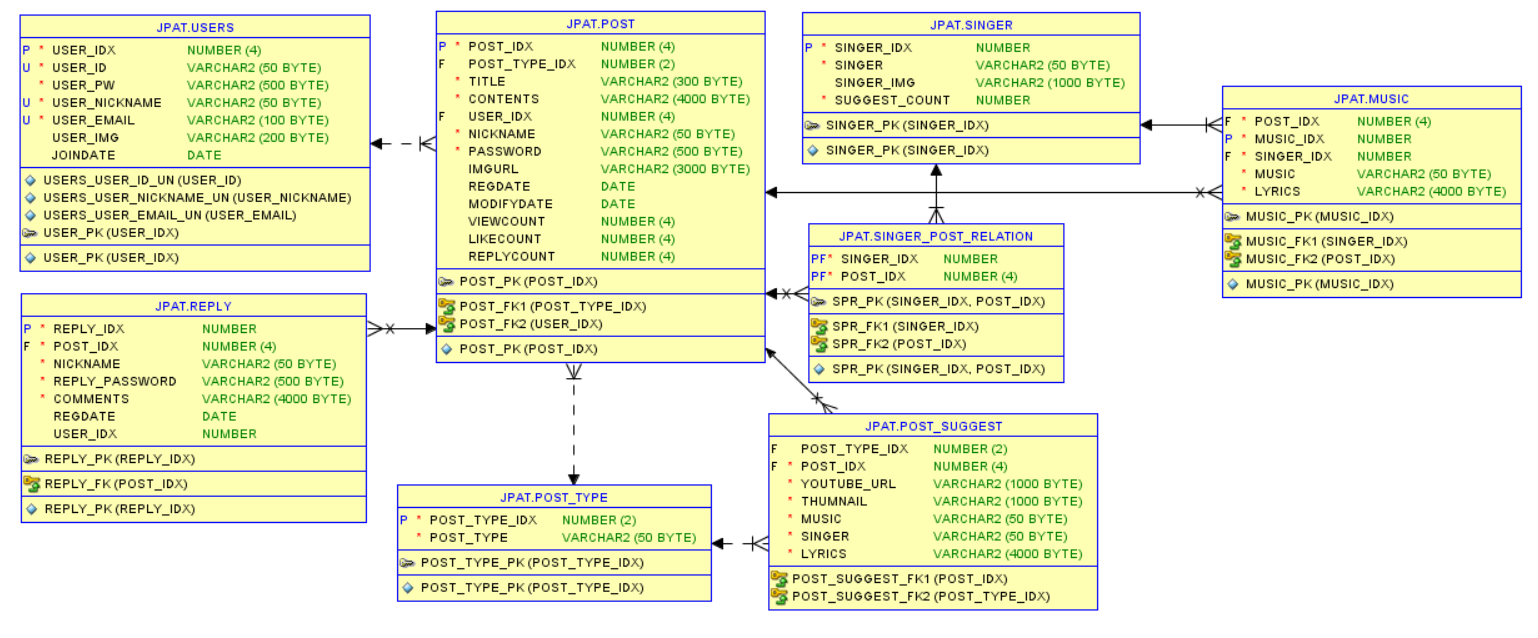 JPAT.USERS
P * USER_IDX NUMBER (4)
U * USER_ID VARCHAR2 (50 BYTE)
* USER_PW VARCHAR2 (500 BYTE)
U * USER_NICKNAME VARCHAR2 (50 BYTE)
U * USER_EMAIL VARCHAR2 (100 BYTE)
USER_IMG VARCHAR2 (200 BYTE)
JOINDATE DATE
USERS_USER_ID_UN (USER_ID)
USERS_USER_NICKNAME_UN (USER_NICKNAME)
USERS_USER_EMAIL_UN (USER_EMAIL)
USER_PK (USER_IDX)
USER_PK (USER_IDX)
JPAT.POST
P * POST_IDX NUMBER (4)
F POST_TYPE_IDX NUMBER (2)
* TITLE VARCHAR2 (300 BYTE)
* CONTENTS VARCHAR2 (4000 BYTE)
F USER_IDX NUMBER (4)
* NICKNAME VARCHAR2 (50 BYTE)
* PASSWORD VARCHAR2 (500 BYTE)
IMGURL VARCHAR2 (3000 BYTE)
REGDATE DATE
MODIFYDATE DATE
VIEWCOUNT NUMBER (4)
LIKECOUNT NUMBER (4)
REPLYCOUNT NUMBER (4)
POST_PK (POST_IDX)
POST_FK1 (POST_TYPE_IDX)
POST_FK2 (USER_IDX)
POST_PK (POST_IDX)
JPAT.SINGER
P * SINGER_IDX NUMBER
* SINGER VARCHAR2 (50 BYTE)
SINGER_IMG VARCHAR2 (1000 BYTE)
* SUGGEST_COUNT NUMBER
SINGER_PK (SINGER_IDX)
SINGER_PK (SINGER_IDX)
JPAT.MUSIC
F * POST_IDX NUMBER (4)
P * MUSIC_IDX NUMBER
F * SINGER_IDX NUMBER
* MUSIC VARCHAR2 (50 BYTE)
* LYRICS VARCHAR2 (4000 BYTE)
MUSIC_PK (MUSIC_IDX)
MUSIC_FK1 (SINGER_IDX)
MUSIC_FK2 (POST_IDX)
MUSIC_PK (MUSIC_IDX)
JPAT.SINGER_POST_RELATION
PF* SINGER_IDX NUMBER
PF* POST_IDX NUMBER (4)
SPR_PK (SINGER_IDX, POST_IDX)
SPR_FK1 (SINGER_IDX)
SPR_FK2 (POST_IDX)
SPR_PK (SINGER_IDX, POST_IDX)
JPAT.REPLY
P * REPLY_IDX NUMBER
F * POST_IDX NUMBER (4)
* NICKNAME VARCHAR2 (50 BYTE)
* REPLY_PASSWORD VARCHAR2 (500 BYTE)
* COMMENTS VARCHAR2 (4000 BYTE)
REGDATE DATE
USER_IDX NUMBER
REPLY_PK (REPLY_IDX)
REPLY_FK (POST_IDX)
REPLY_PK (REPLY_IDX)
JPAT.POST_TYPE
P * POST_TYPE_IDX NUMBER (2)
* POST_TYPE VARCHAR2 (50 BYTE)
POST_TYPE_PK (POST_TYPE_IDX)
POST_TYPE_PK (POST_TYPE_IDX)
JPAT.POST_SUGGEST
F POST_TYPE_IDX NUMBER (2)
F * POST_IDX NUMBER (4)
* YOUTUBE_URL VARCHAR2 (1000 BYTE)
* THUMNAIL VARCHAR2 (1000 BYTE)
* MUSIC VARCHAR2 (50 BYTE)
* SINGER VARCHAR2 (50 BYTE)
* LYRICS VARCHAR2 (4000 BYTE)
POST_SUGGEST_FK1 (POST_IDX)
POST_SUGGEST_FK2 (POST_TYPE_IDX)